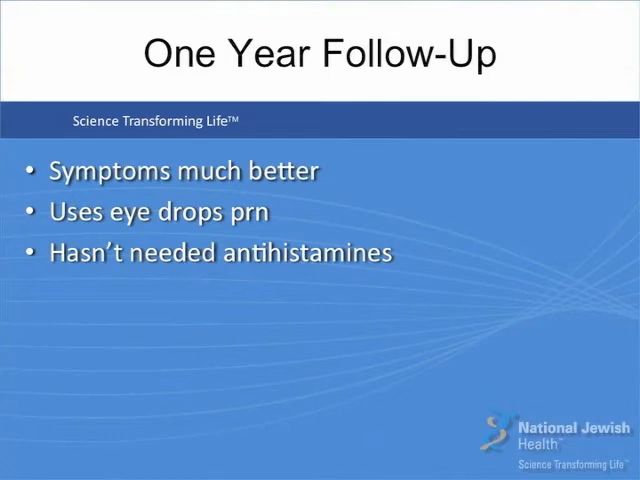 One Year Follow-Up
Science Transforming Life™
• Symptoms much better
• Uses eye drops prn
• Hasn't needed antihistamines
National Jewish
Health™
Science Transforming Life™